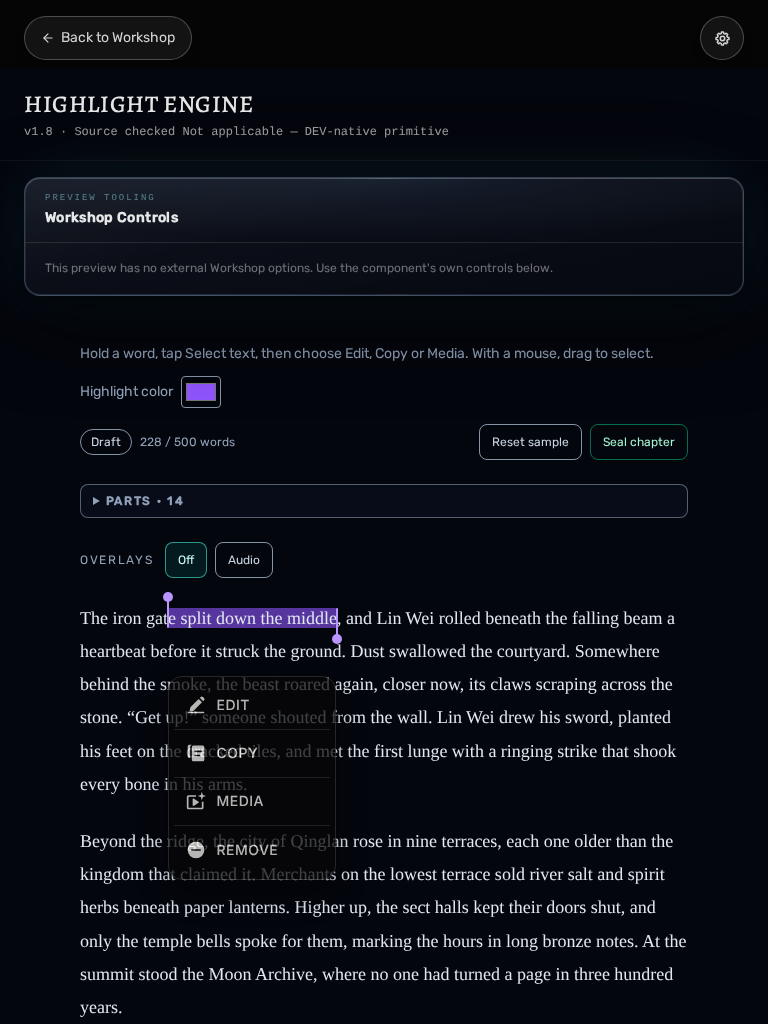 Back to Workshop
HIGHLIGHT ENGINE
v1.8 · Source checked Not applicable — DEV-native primitive
PREVIEW TOOLING
Workshop Controls
This preview has no external Workshop options. Use the component's own controls below.
Hold a word, tap Select text, then choose Edit, Copy or Media. With a mouse, drag to select.
Highlight color
Draft 228 / 500 words Reset sample Seal chapter
PARTS • 14
OVERLAYS Off Audio
The iron gate split down the middle, and Lin Wei rolled beneath the falling beam a
heartbeat before it struck the ground. Dust swallowed the courtyard. Somewhere
behind the smoke, the beast roared again, closer now, its claws scraping across the
stone. “Get up!” someone shouted from the wall. Lin Wei drew his sword, planted
his feet on the cracked tiles, and met the first lunge with a ringing strike that shook
every bone in his arms.
EDIT
COPY
MEDIA
REMOVE
Beyond the ridge, the city of Qinglan rose in nine terraces, each one older than the
kingdom that claimed it. Merchants on the lowest terrace sold river salt and spirit
herbs beneath paper lanterns. Higher up, the sect halls kept their doors shut, and
only the temple bells spoke for them, marking the hours in long bronze notes. At the
summit stood the Moon Archive, where no one had turned a page in three hundred
years.